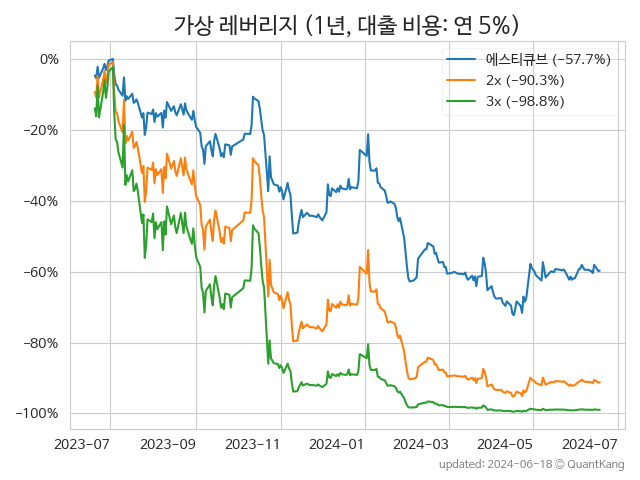 가상 레버리지 (1년, 대출 비용: 연 5%)
에스티큐브 (−57.7%)
2x (−90.3%)
3x (−98.8%)
0%
−20%
−40%
−60%
−80%
−100%
2023-07 2023-09 2023-11 2024-01 2024-03 2024-05 2024-07
updated: 2024-06-18 © QuantKang